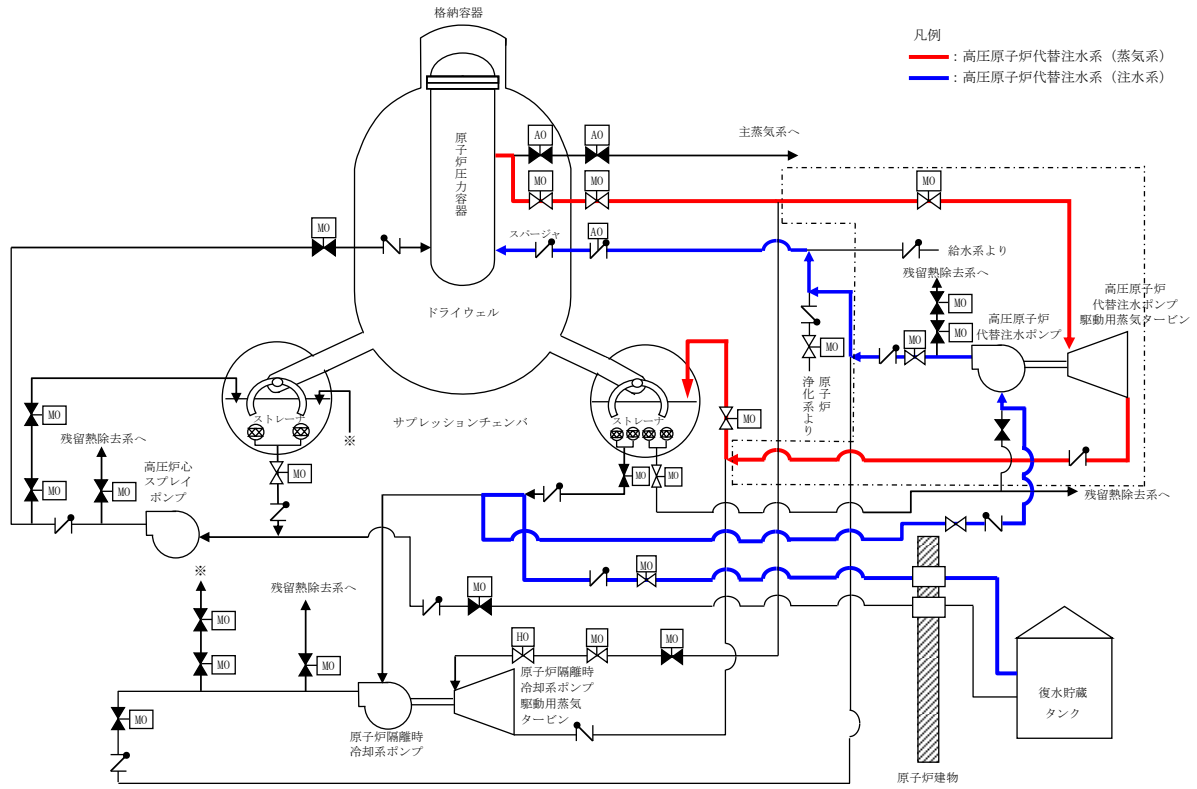 格納容器
凡例
：高圧原子炉代替注水系（蒸気系）
：高圧原子炉代替注水系（注水系）
原子炉圧力容器
AO
AO
主蒸気系へ
MO
MO
MO
MO
スパージャ
AO
給水系より
残留熱除去系へ
MO
MO
高圧原子炉
代替注水ポンプ
駆動用蒸気タービン
高圧原子炉
代替注水ポンプ
ドライウェル
MO
MO
原子炉
浄化系より
サプレッションチェンバ
ストレーナ
ストレーナ
MO
MO
※
残留熱除去系へ
高圧炉心
スプレイ
ポンプ
MO
MO
MO
MO
MO
残留熱除去系へ
※
残留熱除去系へ
MO
MO
MO
MO
MO
HO
MO
MO
MO
原子炉隔離時
冷却系ポンプ
駆動用蒸気
タービン
MO
原子炉隔離時
冷却系ポンプ
復水貯蔵
タンク
原子炉建物